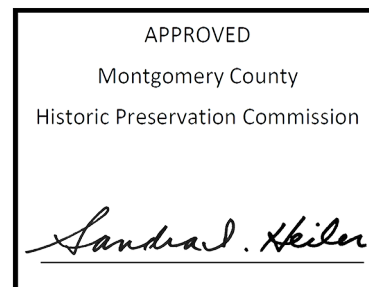 APPROVED
Montgomery County
Historic Preservation Commission
Sandra I. Heiler